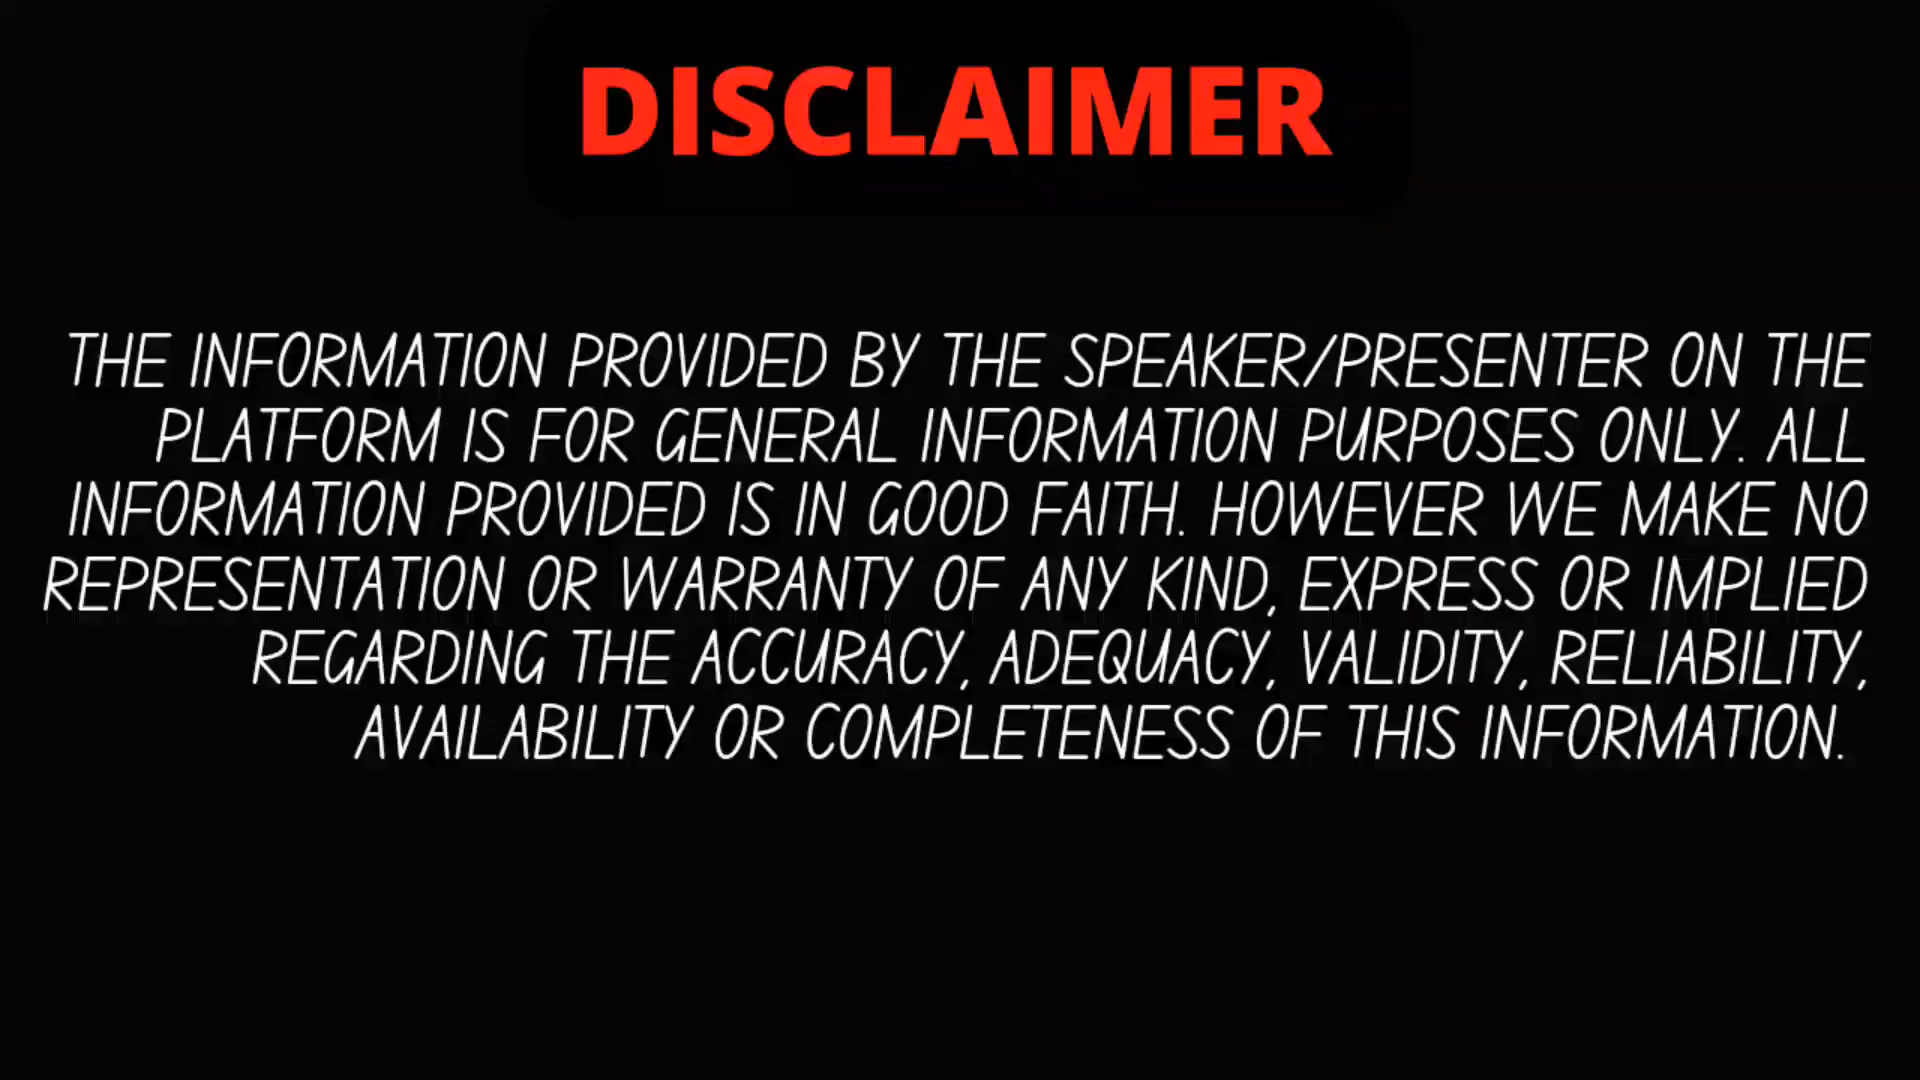 DISCLAIMER
THE INFORMATION PROVIDED BY THE SPEAKER/PRESENTER ON THE
PLATFORM IS FOR GENERAL INFORMATION PURPOSES ONLY. ALL
INFORMATION PROVIDED IS IN GOOD FAITH. HOWEVER WE MAKE NO
REPRESENTATION OR WARRANTY OF ANY KIND, EXPRESS OR IMPLIED
REGARDING THE ACCURACY, ADEQUACY, VALIDITY, RELIABILITY,
AVAILABILITY OR COMPLETENESS OF THIS INFORMATION.